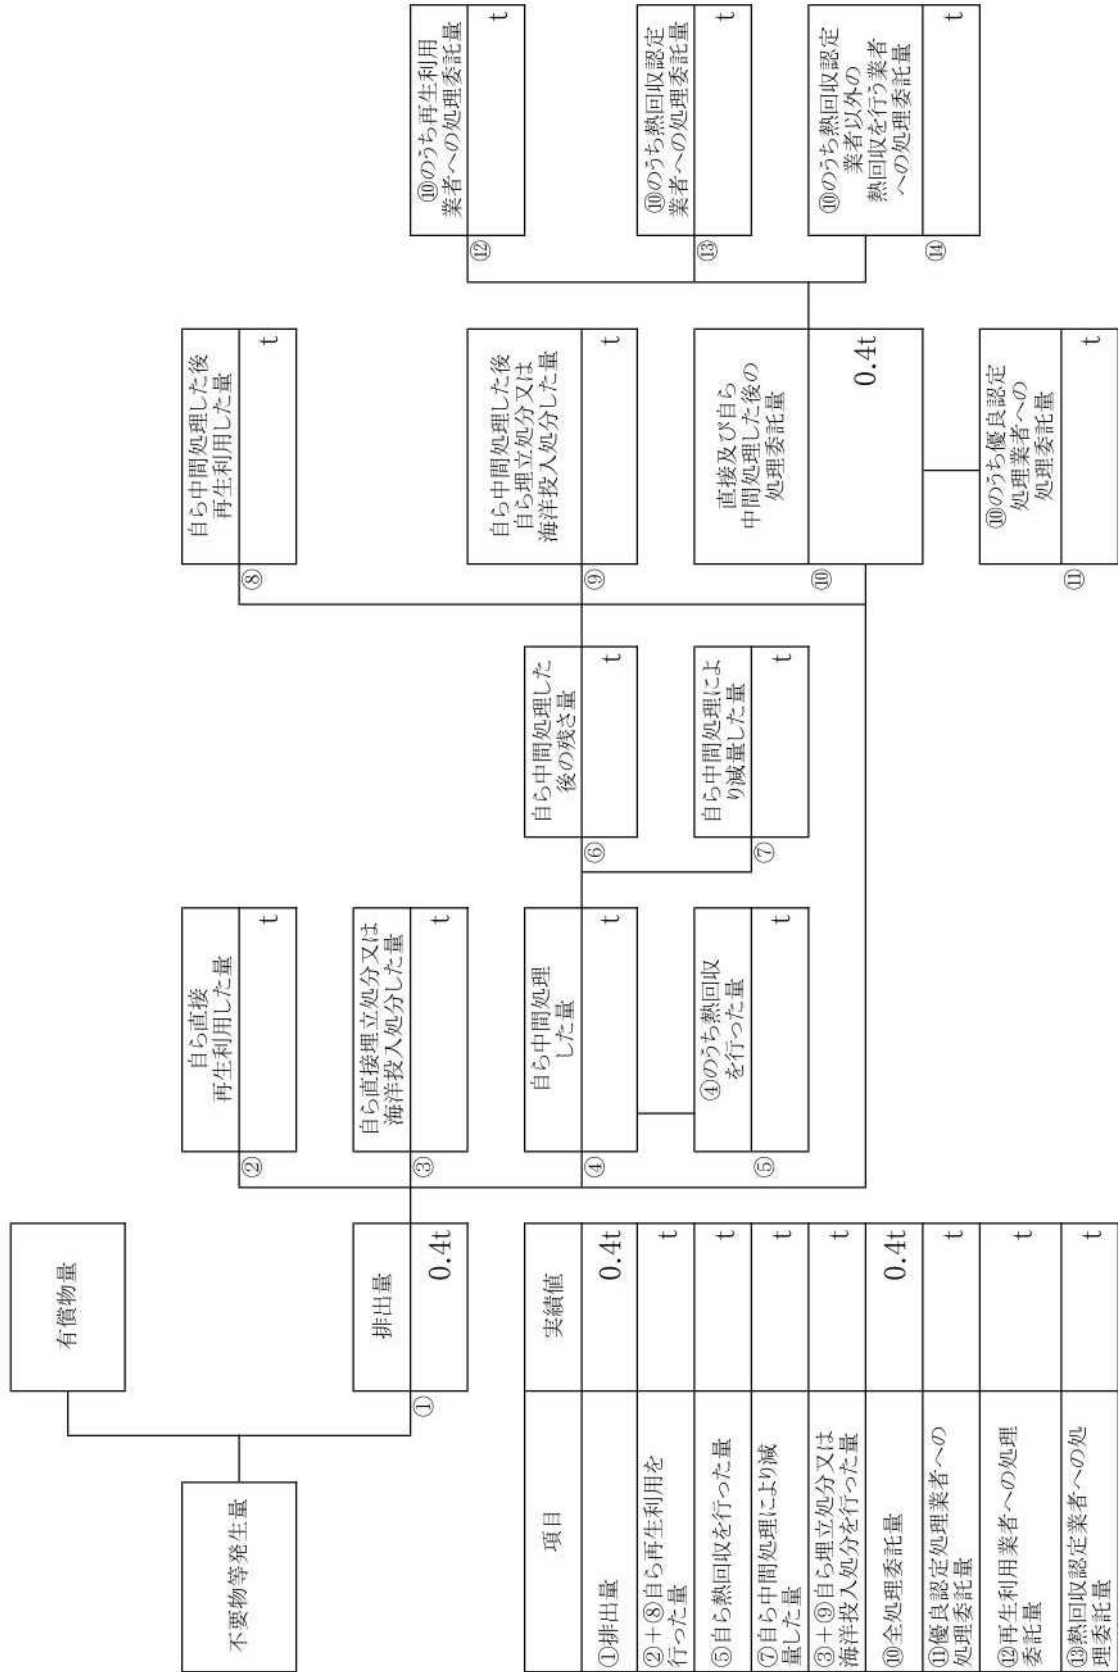 不要物等発生量
有償物量
排出量
①
0.4t
自ら直接
再生利用した量
②
t
自ら直接埋立処分又は
海洋投入処分した量
③
t
自ら中間処理
した量
④
t
④のうち熱回収
を行った量
⑤
t
自ら中間処理した
後の残さ量
⑥
t
自ら中間処理によ
り減量した量
⑦
t
自ら中間処理した後
再生利用した量
⑧
t
自ら中間処理した後
自ら埋立処分又は
海洋投入処分した量
⑨
t
直接及び自ら
中間処理した後の
処理委託量
⑩
0.4t
⑩のうち優良認定
処理業者への
処理委託量
⑪
t
⑩のうち再生利用
業者への処理委託量
⑫
t
⑩のうち熱回収認定
業者への処理委託量
⑬
t
⑩のうち熱回収認定
業者以外の
熱回収を行う業者
への処理委託量
⑭
t
項目 実績値
①排出量 0.4t
②+⑧自ら再生利用を
行った量 t
⑤自ら熱回収を行った量 t
⑦自ら中間処理により減
量した量 t
③+⑨自ら埋立処分又は
海洋投入処分を行った量 t
⑩全処理委託量 0.4t
⑪優良認定処理業者への
処理委託量 t
⑫再生利用業者への処理
委託量 t
⑬熱回収認定業者への処
理委託量 t